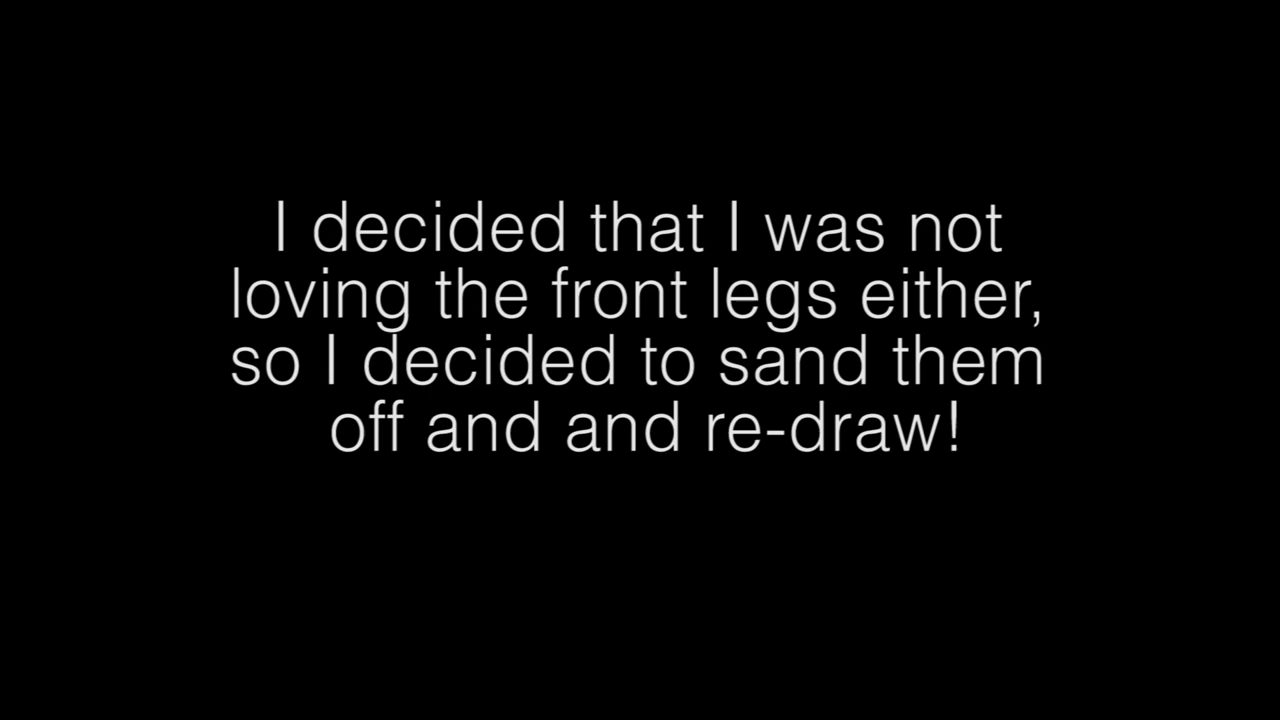 I decided that I was not
loving the front legs either,
so I decided to sand them
off and and re-draw!